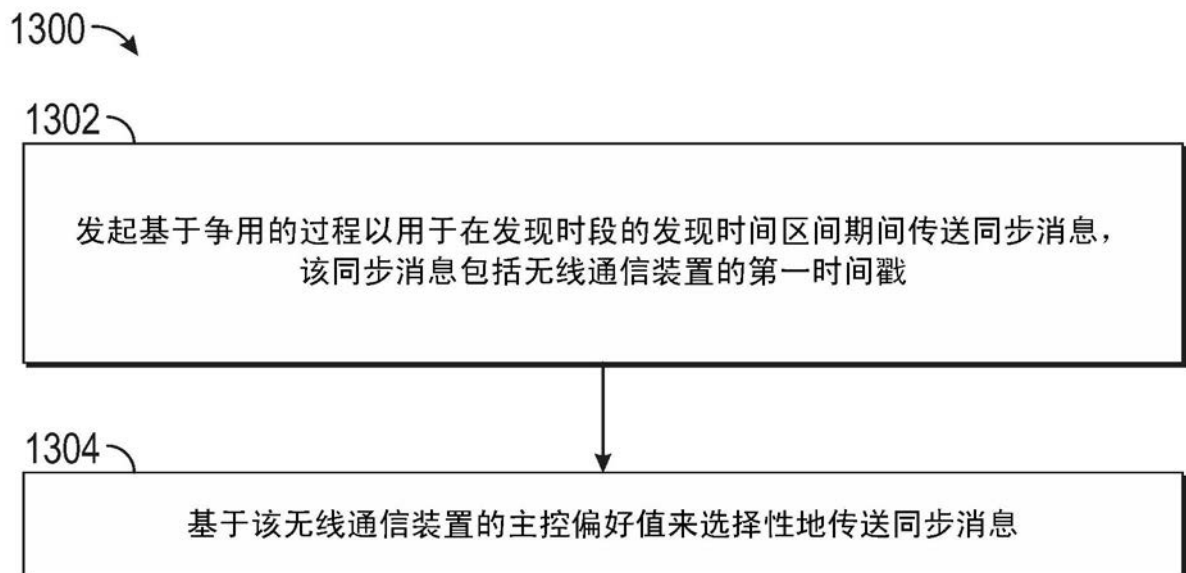 1300
1302
发起基于争用的过程以用于在发现时段的发现时间区间期间传送同步消息，
该同步消息包括无线通信装置的第一时间戳
1304
基于该无线通信装置的主控偏好值来选择性地传送同步消息